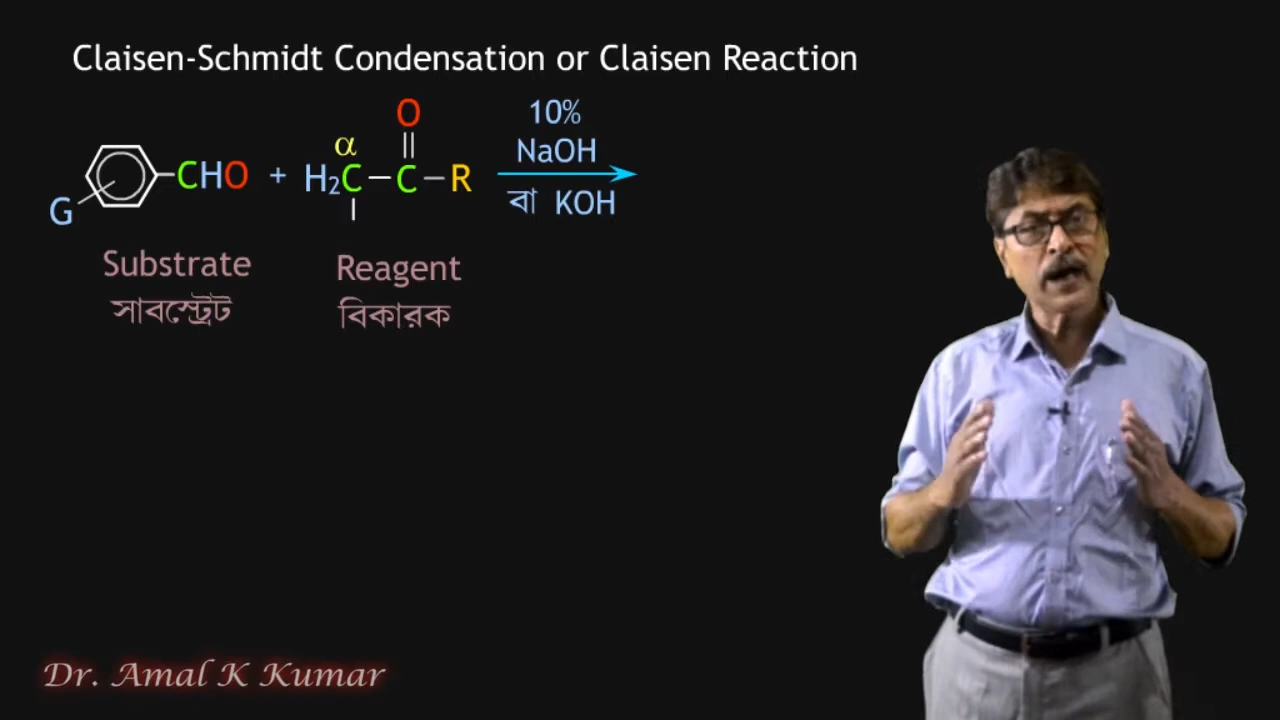 Claisen-Schmidt Condensation or Claisen Reaction
G
CHO + H₂C — C — R
α
O
10%
NaOH
বা KOH
Substrate
সাবস্ট্রেট
Reagent
বিকারক
Dr. Amal K Kumar